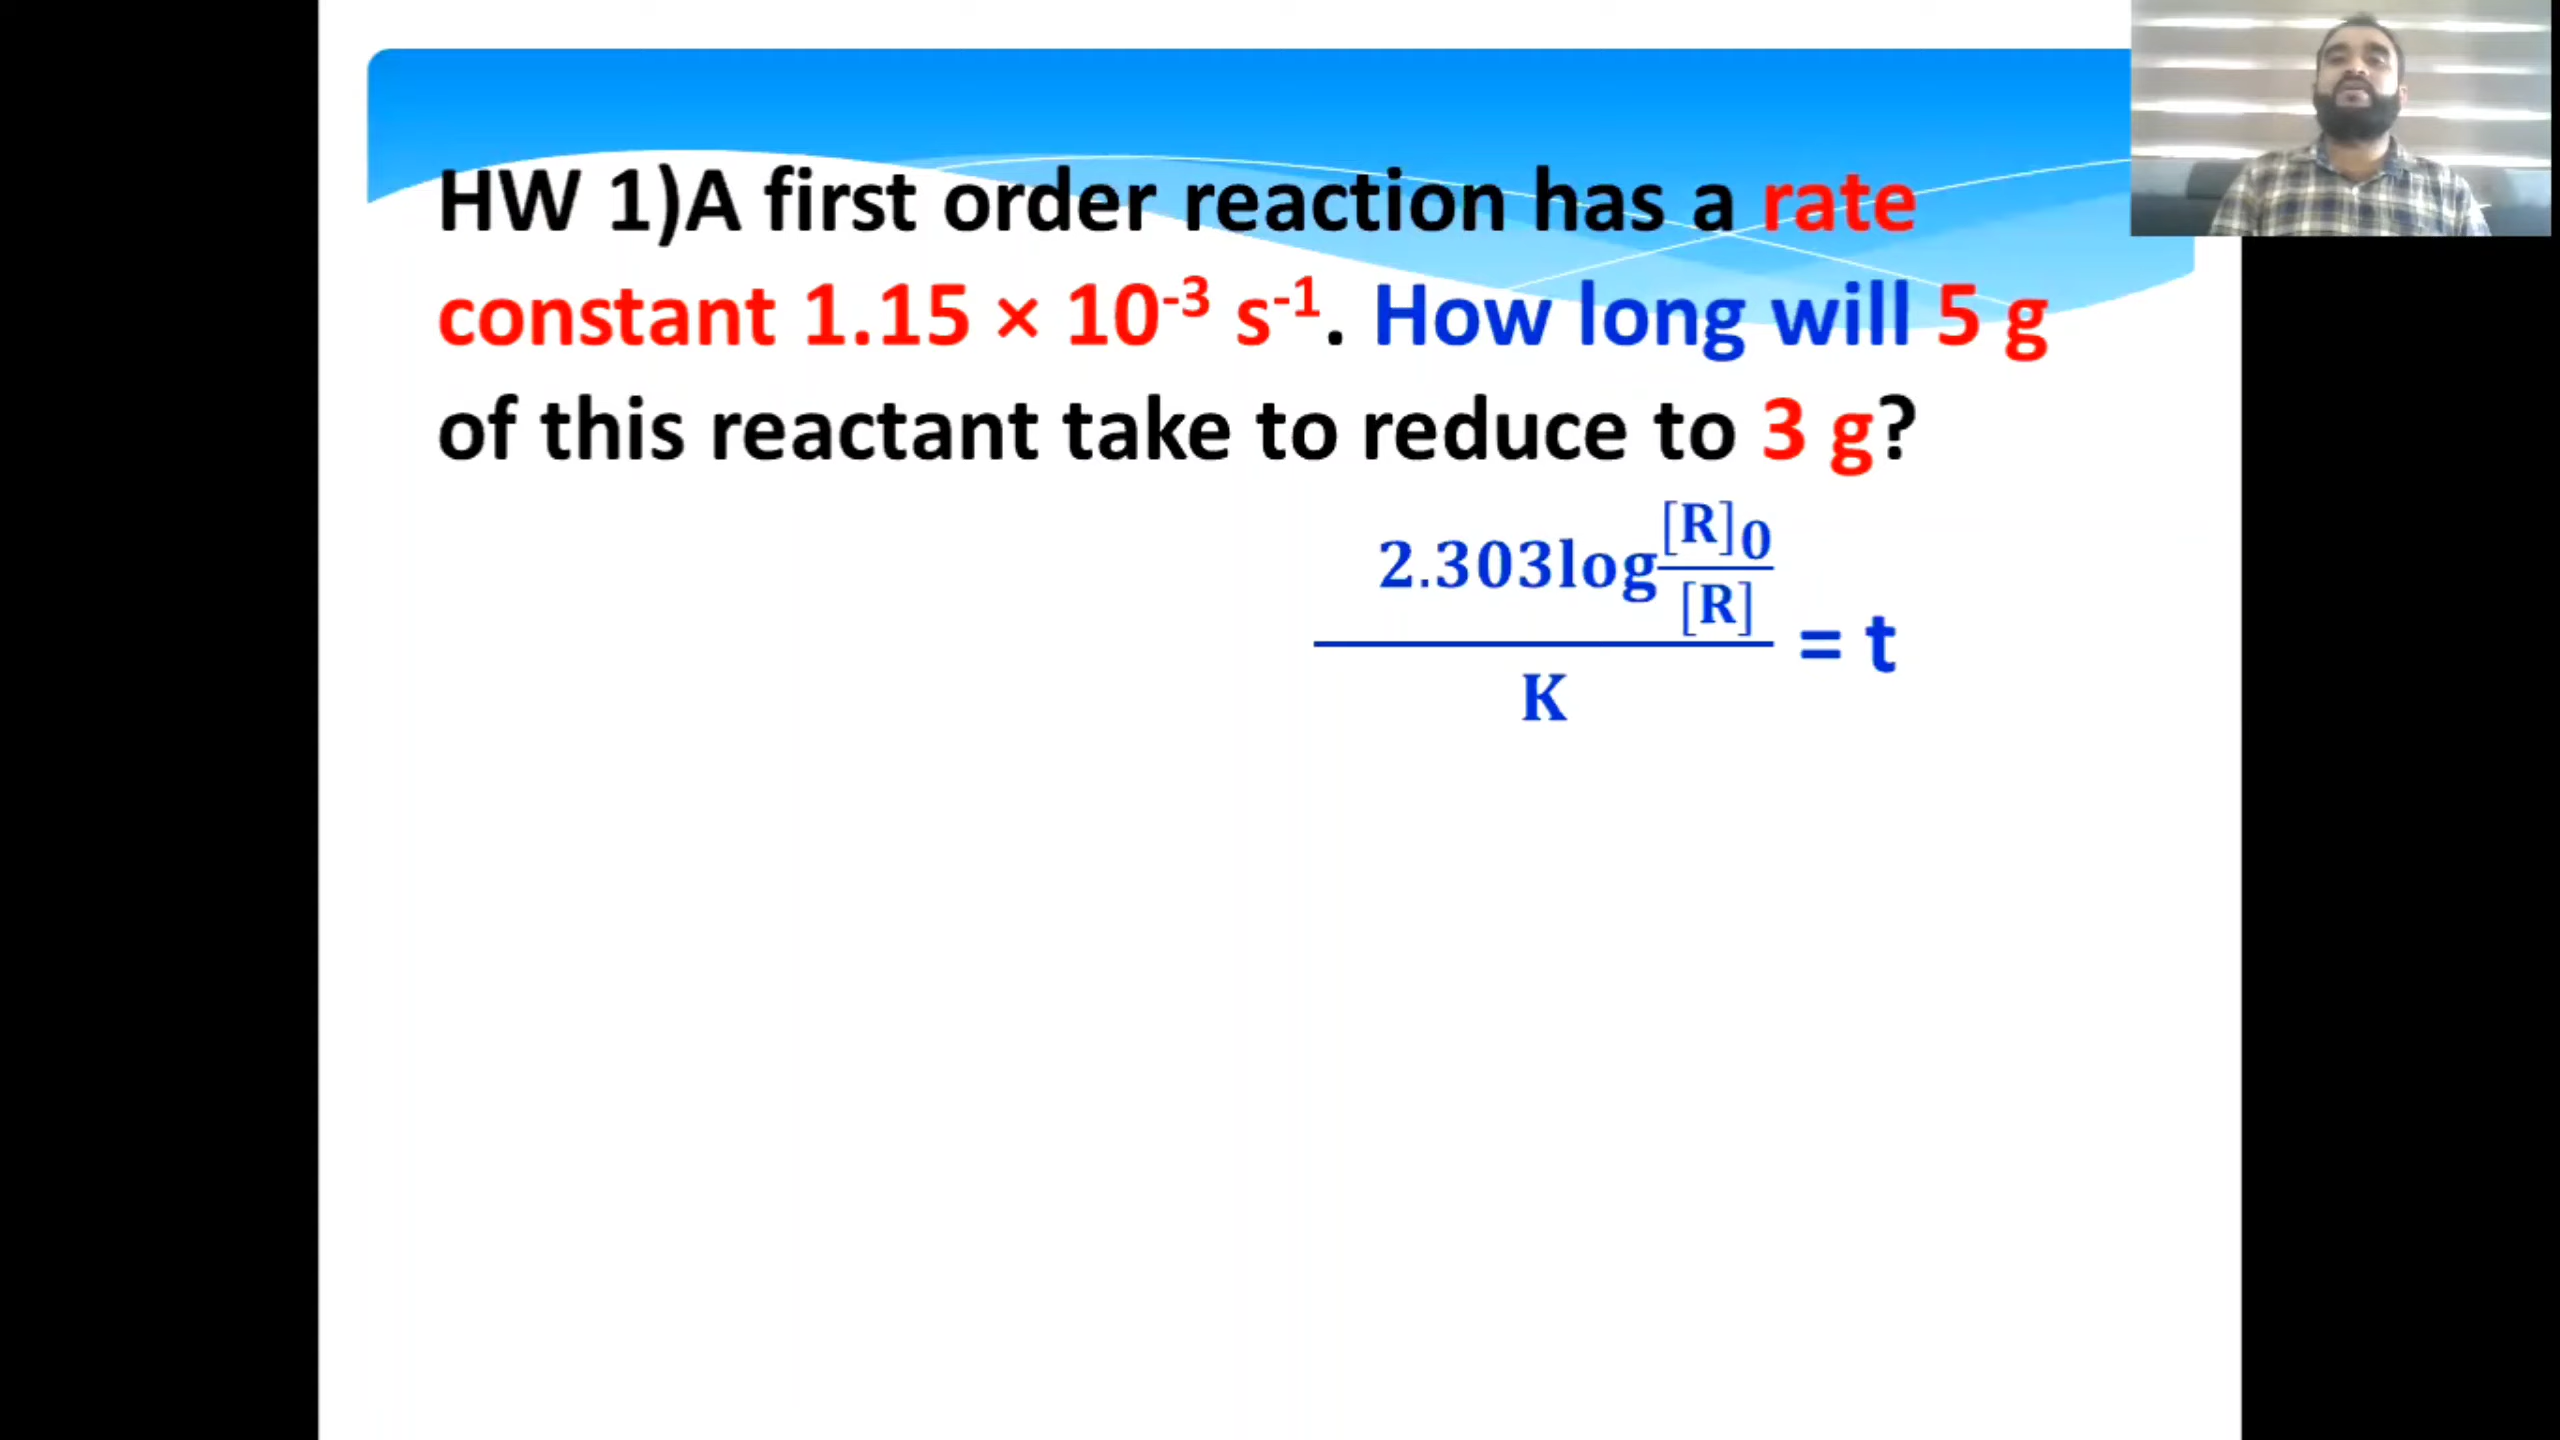 HW 1)A first order reaction has a rate
constant 1.15 × 10⁻³ s⁻¹. How long will 5 g
of this reactant take to reduce to 3 g?
2.303log[R]0/[R]
= t
K